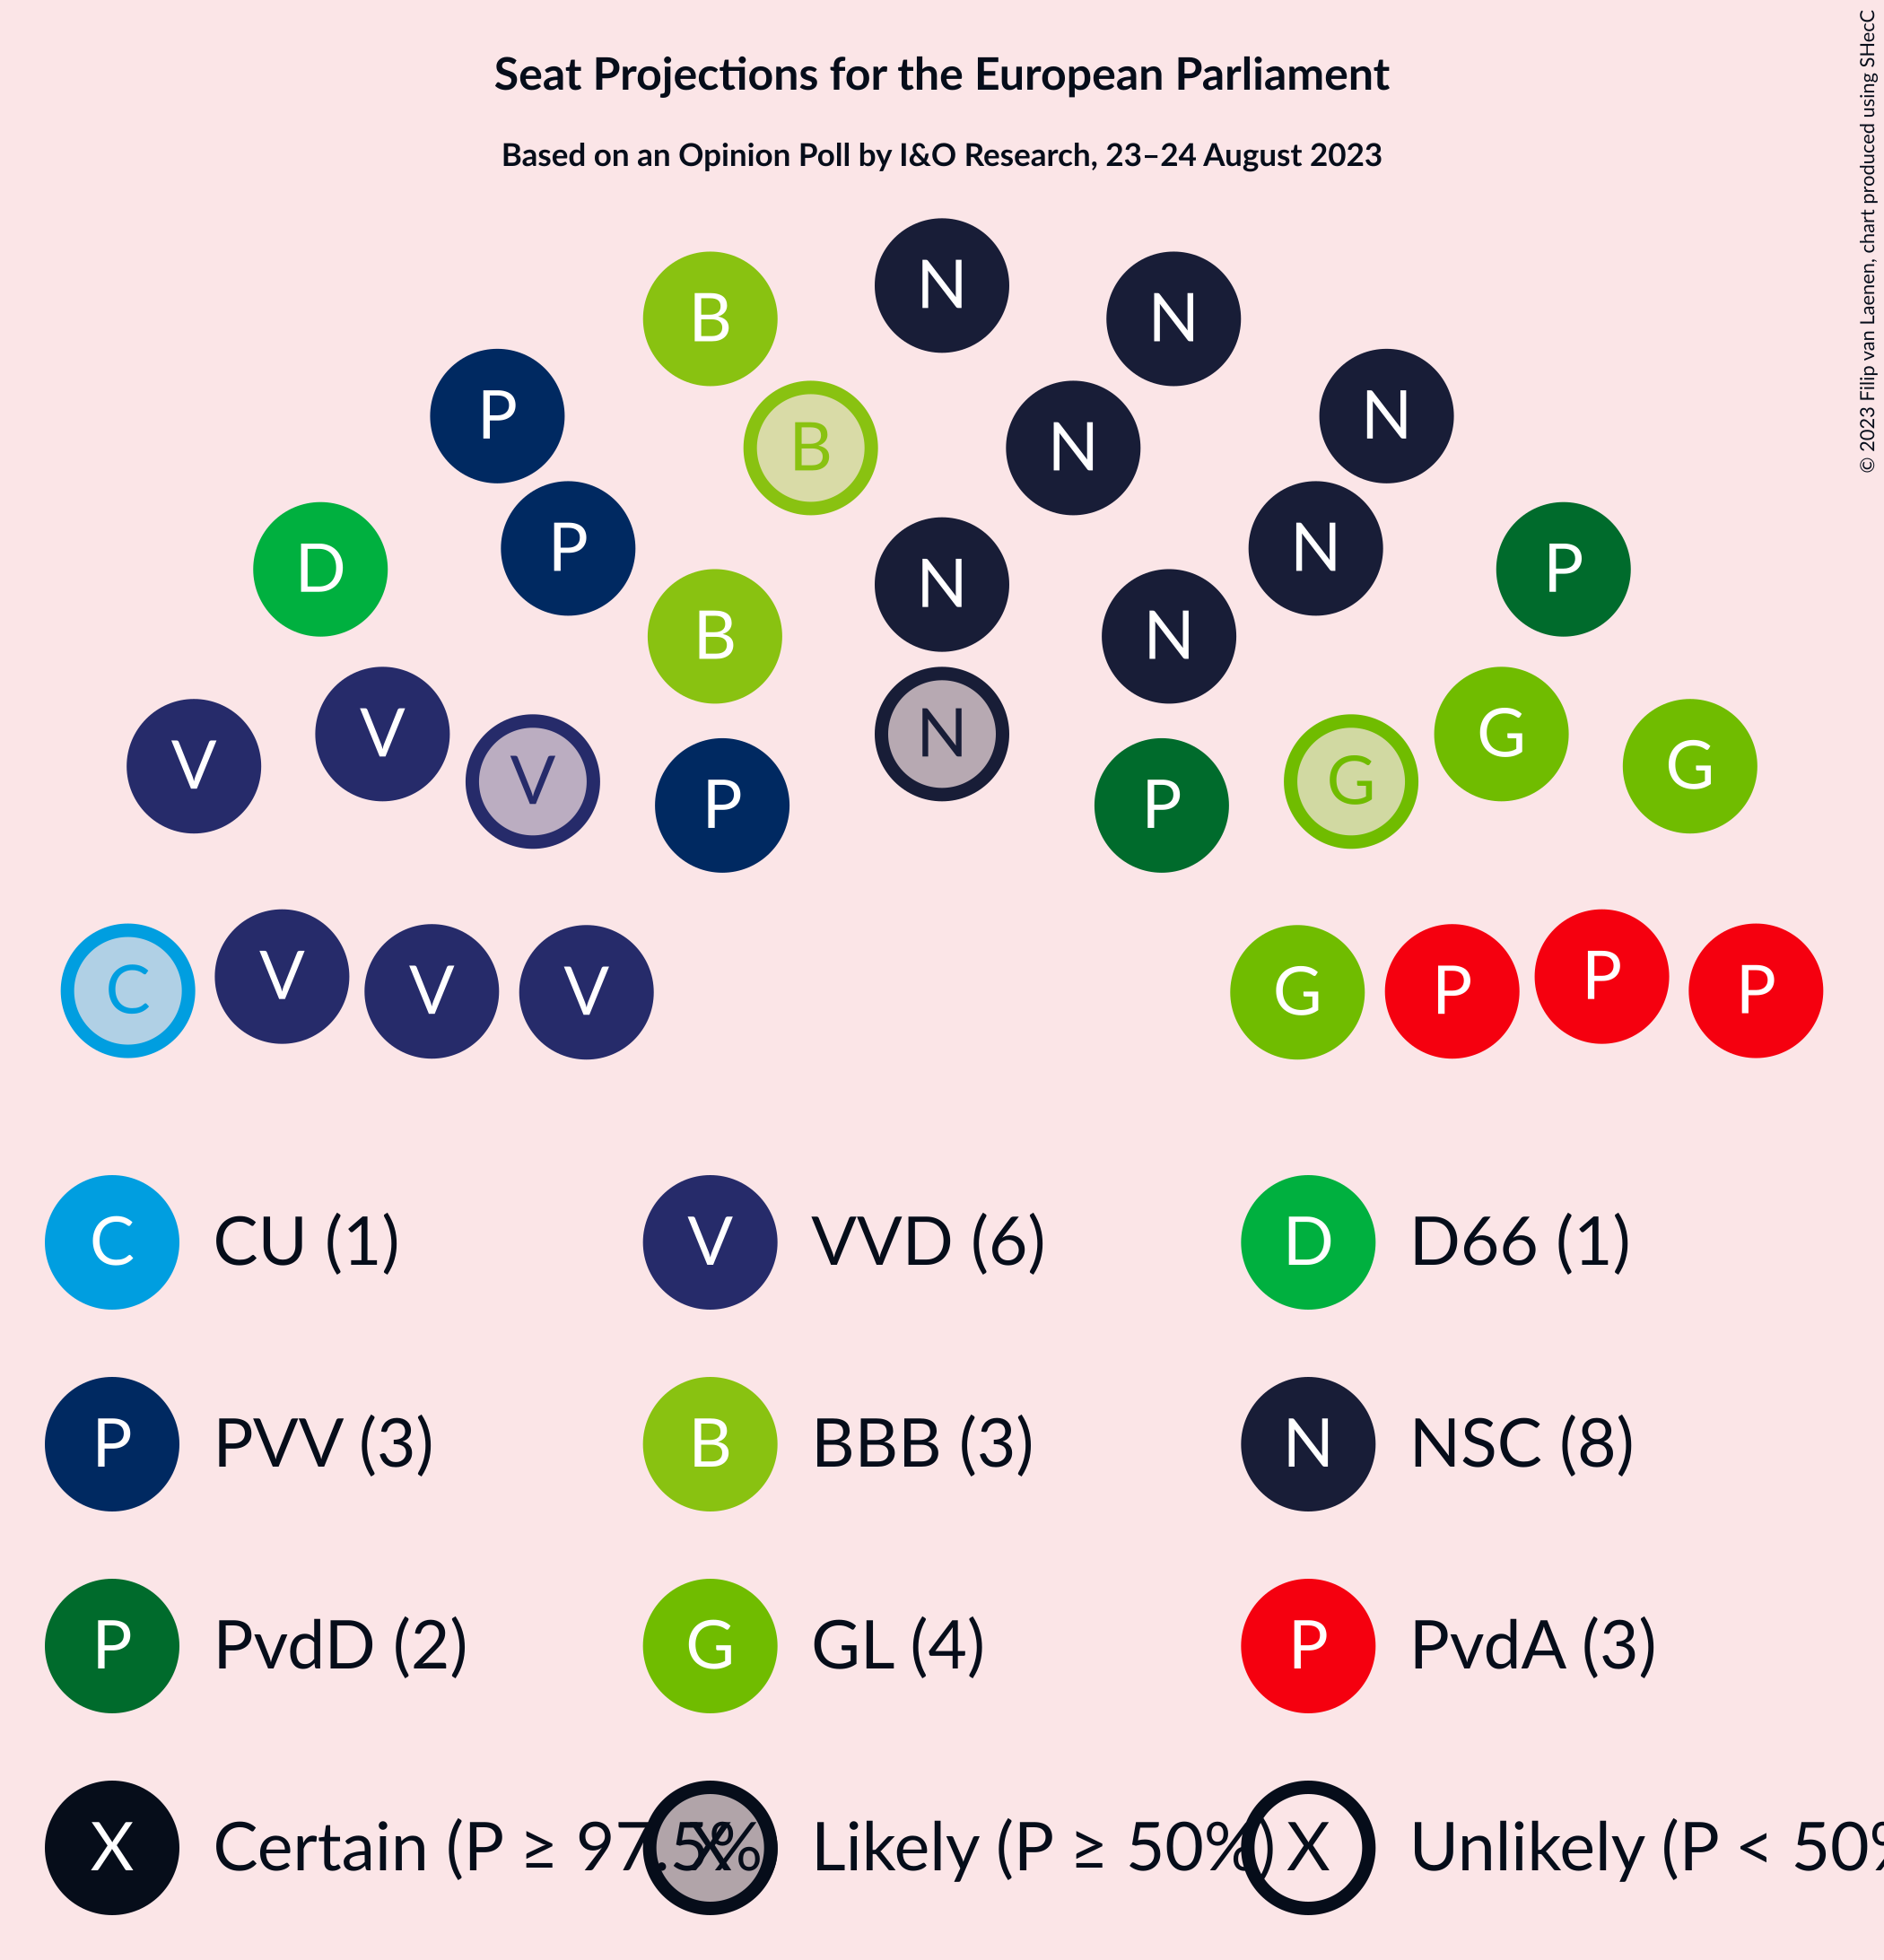 Seat Projections for the European Parliament
Based on an Opinion Poll by I&O Research, 23–24 August 2023
© 2023 Filip van Laenen, chart produced using SHecC
N
B N
P N
B N
P N
D P
N
B N
V V N G G
V G
P P
C V V V G P P P
C CU (1) V VVD (6) D D66 (1)
P PVV (3) B BBB (3) N NSC (8)
P PvdD (2) G GL (4) P PvdA (3)
X Certain (P ≥ 97.5% X Likely (P ≥ 50%) X Unlikely (P < 50%